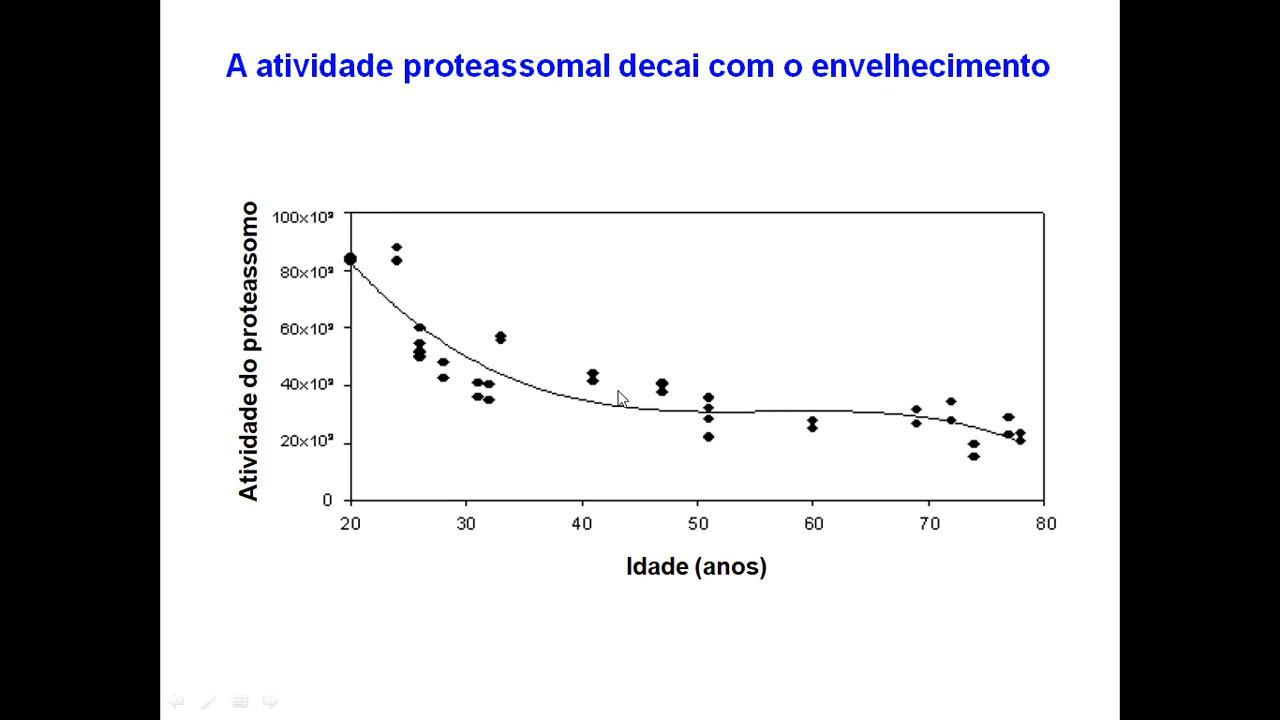 A atividade proteassomal decai com o envelhecimento
Atividade do proteassomo
100x10³
80x10³
60x10³
40x10³
20x10³
0
20 30 40 50 60 70 80
Idade (anos)